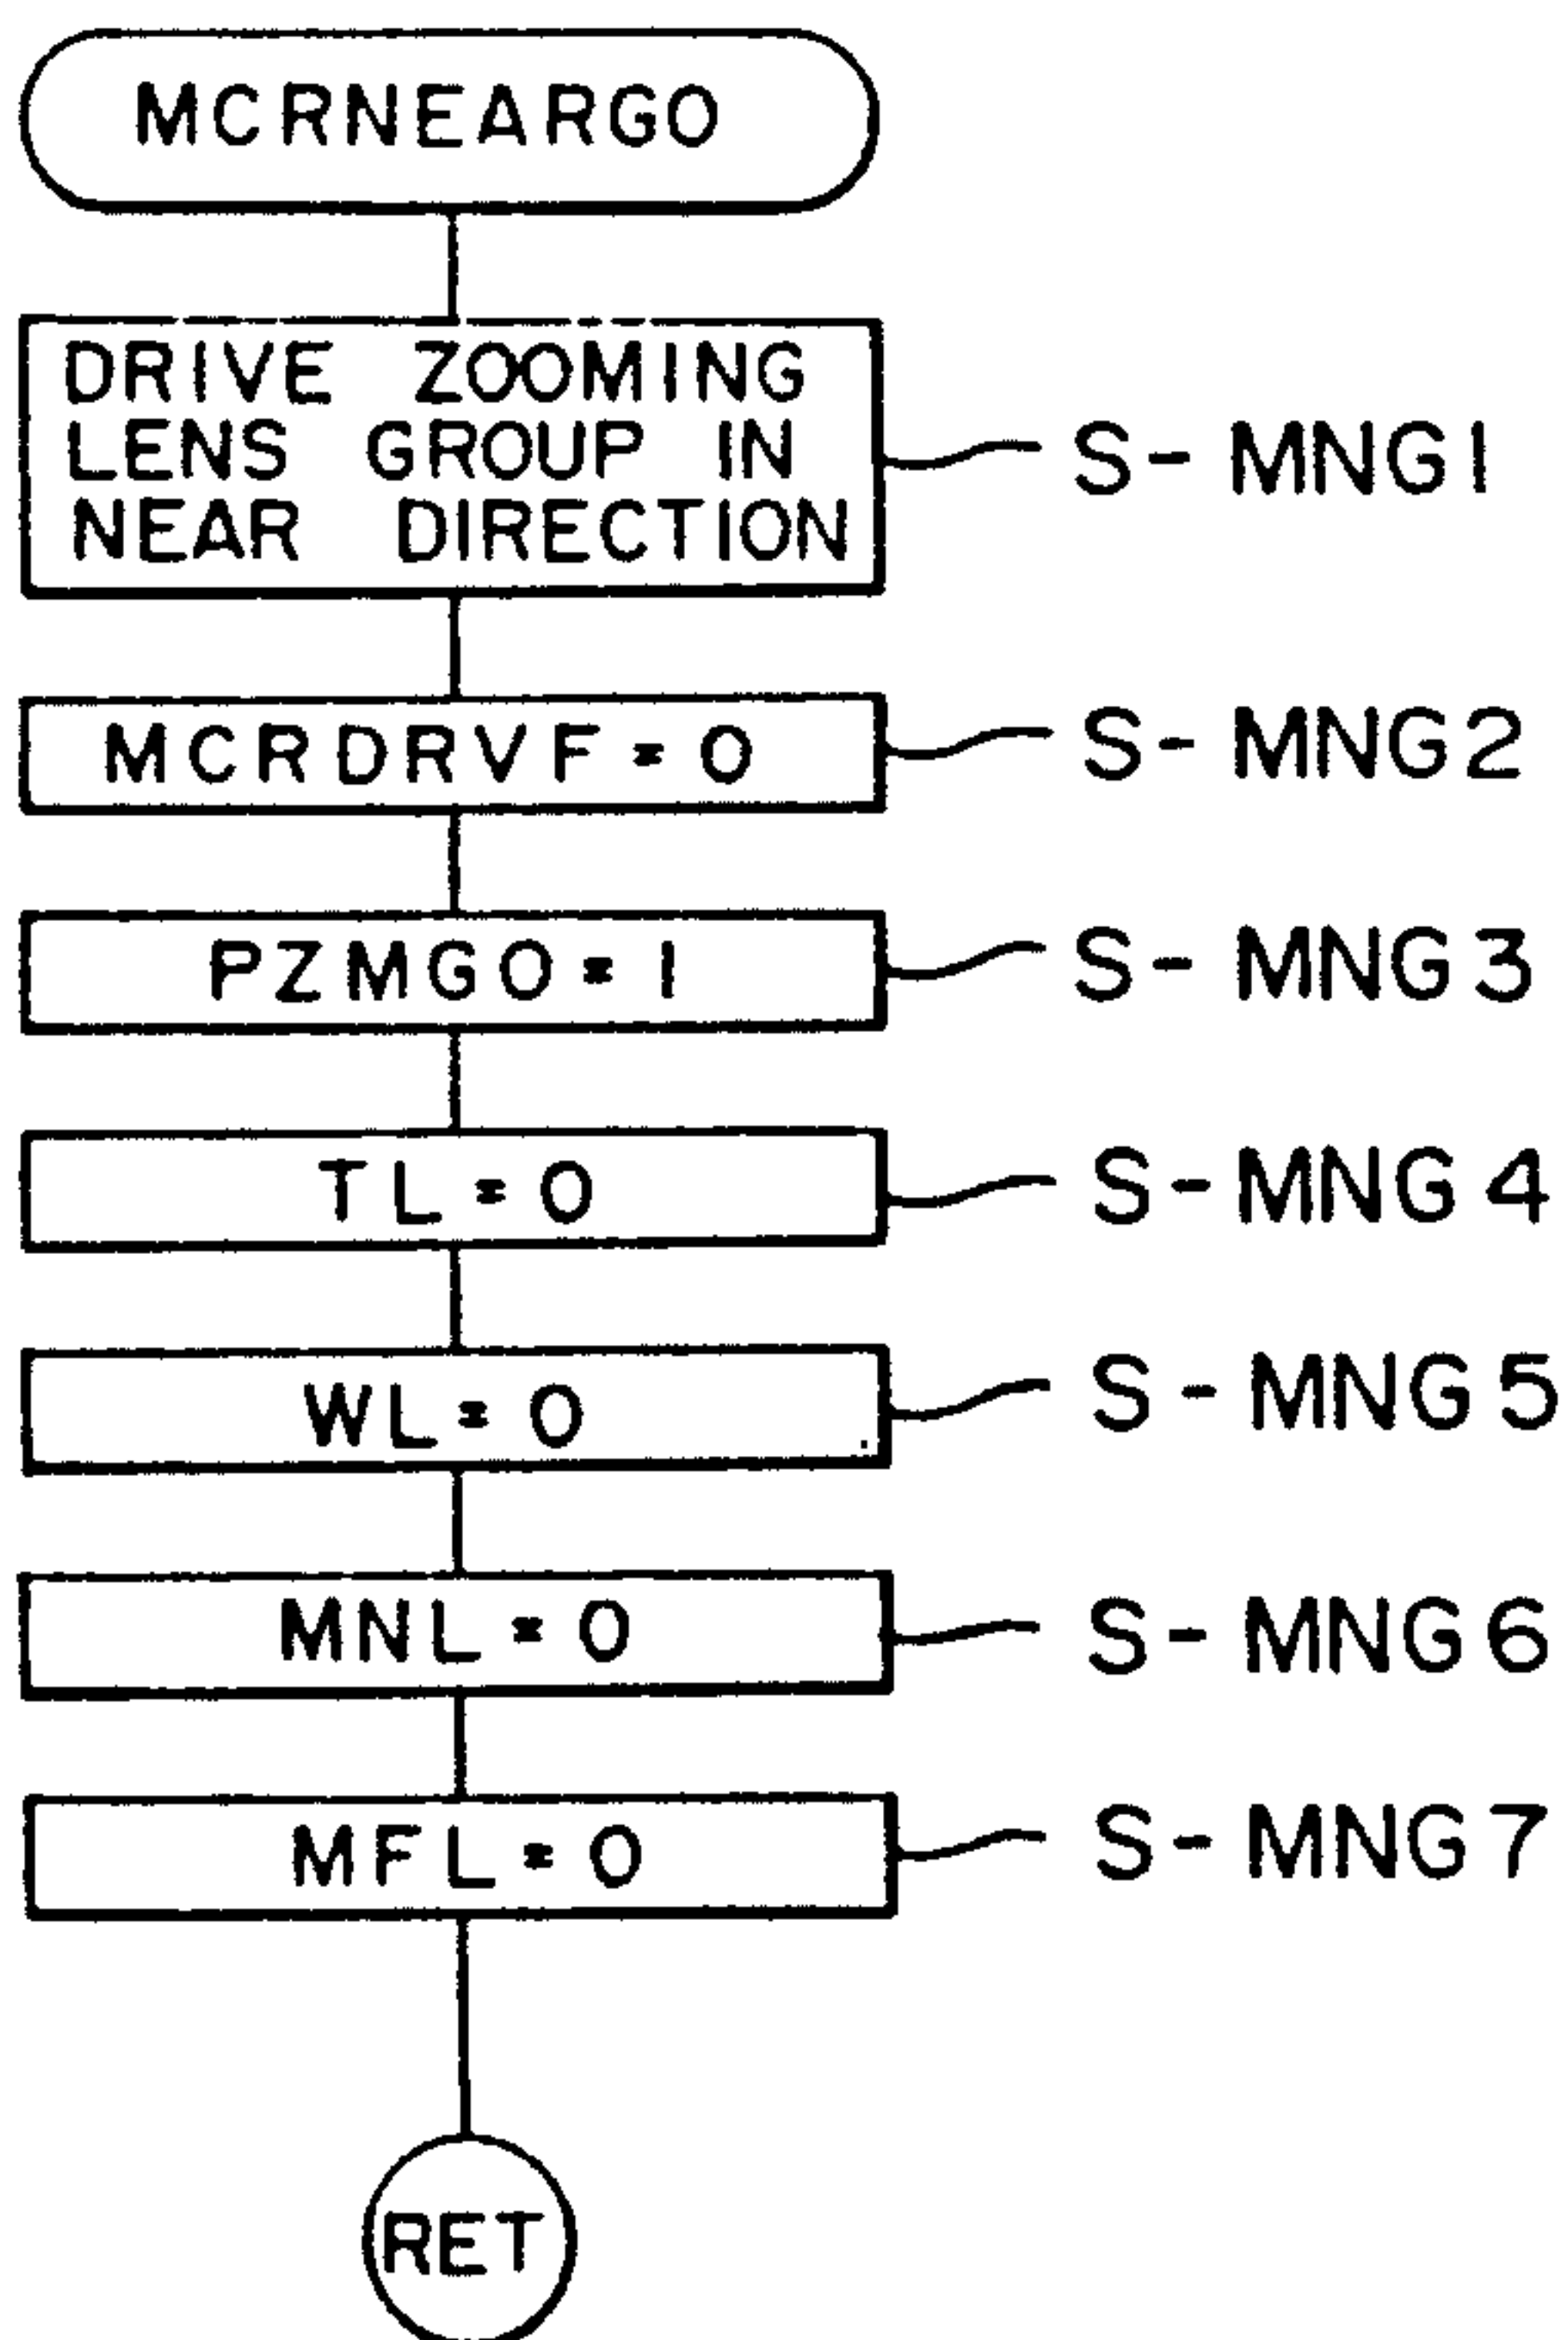 MCRNEARGO
DRIVE ZOOMING
LENS GROUP IN
NEAR DIRECTION
S-MNG1
MCRDRVF=0
S-MNG2
PZMGO=1
S-MNG3
TL=0
S-MNG4
WL=0
S-MNG5
MNL=0
S-MNG6
MFL=0
S-MNG7
RET